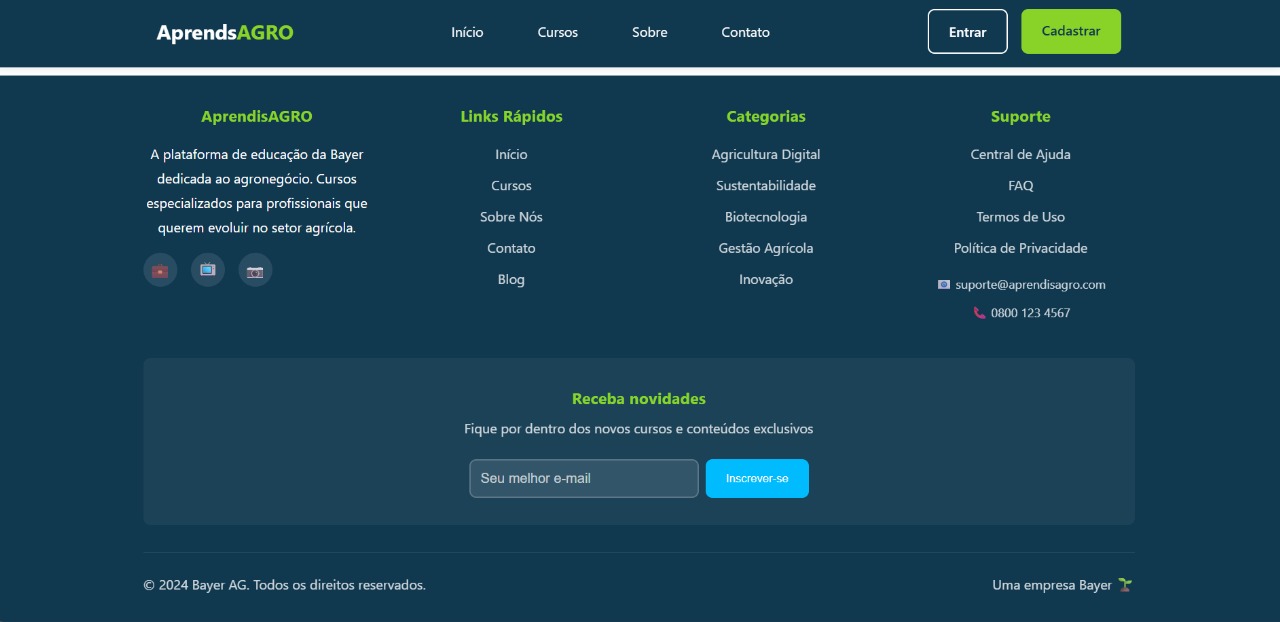 AprendsAGRO
Início
Cursos
Sobre
Contato
Entrar
Cadastrar
AprendisAGRO
A plataforma de educação da Bayer
dedicada ao agronegócio. Cursos
especializados para profissionais que
querem evoluir no setor agrícola.
Links Rápidos
Início
Cursos
Sobre Nós
Contato
Blog
Categorias
Agricultura Digital
Sustentabilidade
Biotecnologia
Gestão Agrícola
Inovação
Suporte
Central de Ajuda
FAQ
Termos de Uso
Política de Privacidade
suporte@aprendisagro.com
0800 123 4567
Receba novidades
Fique por dentro dos novos cursos e conteúdos exclusivos
Seu melhor e-mail
Inscrever-se
© 2024 Bayer AG. Todos os direitos reservados.
Uma empresa Bayer